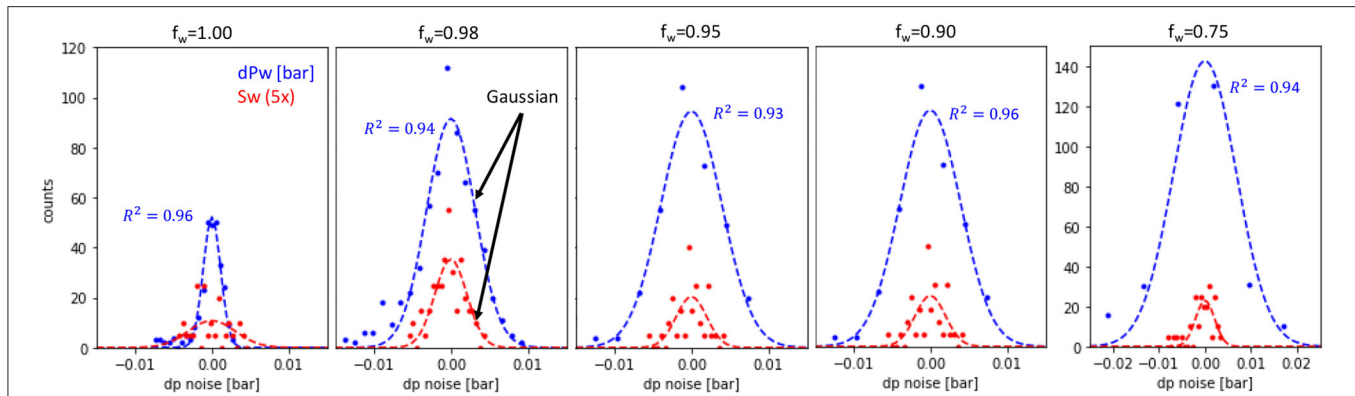 f_w=1.00 f_w=0.98 f_w=0.95 f_w=0.90 f_w=0.75
counts
120
100
80
60
40
20
0
dPw [bar]
Sw (5x)
R² = 0.96
−0.01 0.00 0.01
dp noise [bar]
R² = 0.94
Gaussian
−0.01 0.00 0.01
dp noise [bar]
R² = 0.93
−0.01 0.00 0.01
dp noise [bar]
R² = 0.96
−0.01 0.00 0.01
dp noise [bar]
140
120
100
80
60
40
20
0
R² = 0.94
−0.02 −0.01 0.00 0.01 0.02
dp noise [bar]